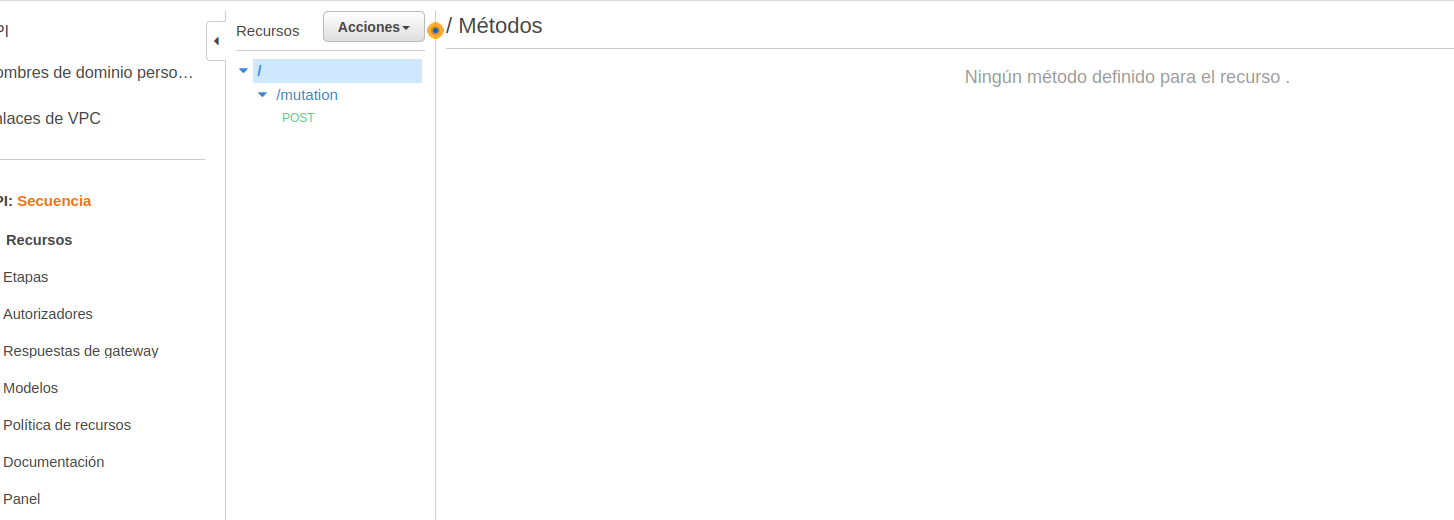 PI
ombres de dominio perso…
nlaces de VPC
PI: Secuencia
Recursos
Etapas
Autorizadores
Respuestas de gateway
Modelos
Política de recursos
Documentación
Panel
Recursos
Acciones
/
/mutation
POST
/ Métodos
Ningún método definido para el recurso .